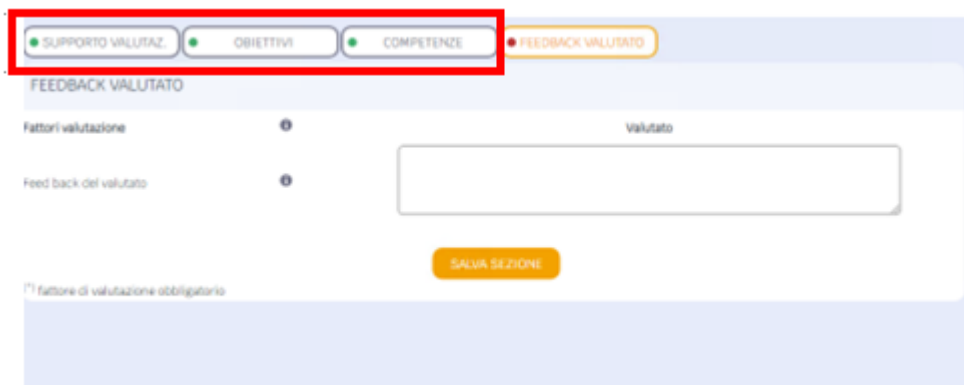 SUPPORTO VALUTAZ. OBIETTIVI COMPETENZE FEEDBACK VALUTATO
FEEDBACK VALUTATO
Fattori valutazione Valutato
Feed back del valutato
SALVA SEZIONE
(*) fattore di valutazione obbligatorio